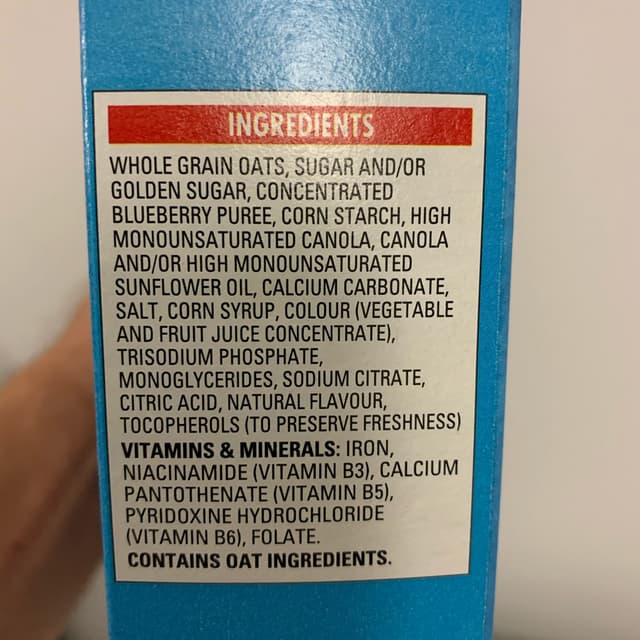 INGREDIENTS
WHOLE GRAIN OATS, SUGAR AND/OR
GOLDEN SUGAR, CONCENTRATED
BLUEBERRY PUREE, CORN STARCH, HIGH
MONOUNSATURATED CANOLA, CANOLA
AND/OR HIGH MONOUNSATURATED
SUNFLOWER OIL, CALCIUM CARBONATE,
SALT, CORN SYRUP, COLOUR (VEGETABLE
AND FRUIT JUICE CONCENTRATE),
TRISODIUM PHOSPHATE,
MONOGLYCERIDES, SODIUM CITRATE,
CITRIC ACID, NATURAL FLAVOUR,
TOCOPHEROLS (TO PRESERVE FRESHNESS)
VITAMINS & MINERALS: IRON,
NIACINAMIDE (VITAMIN B3), CALCIUM
PANTOTHENATE (VITAMIN B5),
PYRIDOXINE HYDROCHLORIDE
(VITAMIN B6), FOLATE.
CONTAINS OAT INGREDIENTS.